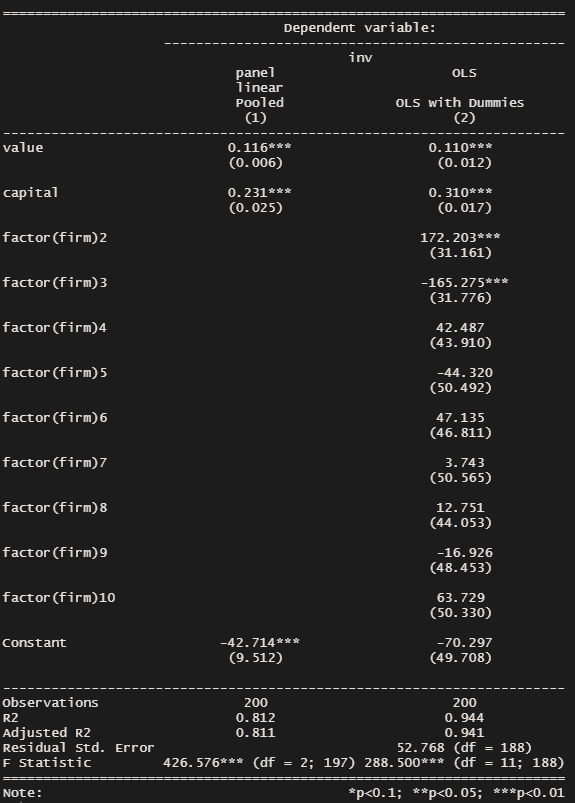 ================================================================
Dependent variable:
----------------------------------------------
inv
panel OLS
linear
Pooled OLS with Dummies
(1) (2)
----------------------------------------------------------------
value 0.116*** 0.110***
(0.006) (0.012)
capital 0.231*** 0.310***
(0.025) (0.017)
factor(firm)2 172.203***
(31.161)
factor(firm)3 -165.275***
(31.776)
factor(firm)4 42.487
(43.910)
factor(firm)5 -44.320
(50.492)
factor(firm)6 47.135
(46.811)
factor(firm)7 3.743
(50.565)
factor(firm)8 12.751
(44.053)
factor(firm)9 -16.926
(48.453)
factor(firm)10 63.729
(50.330)
Constant -42.714*** -70.297
(9.512) (49.708)
----------------------------------------------------------------
Observations 200 200
R2 0.812 0.944
Adjusted R2 0.811 0.941
Residual Std. Error 52.768 (df = 188)
F Statistic 426.576*** (df = 2; 197) 288.500*** (df = 11; 188)
================================================================
Note: *p<0.1; **p<0.05; ***p<0.01